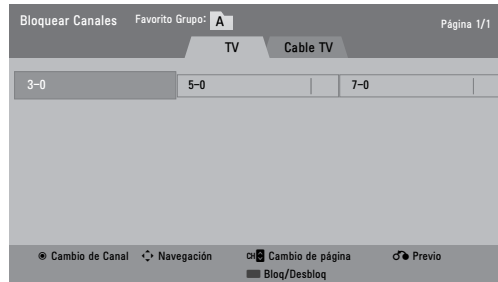 Bloquear Canales Favorito Grupo: A Página 1/1
TV Cable TV
3-0 5-0 7-0
Cambio de Canal Navegación CH Cambio de página Previo
Bloq/Desbloq